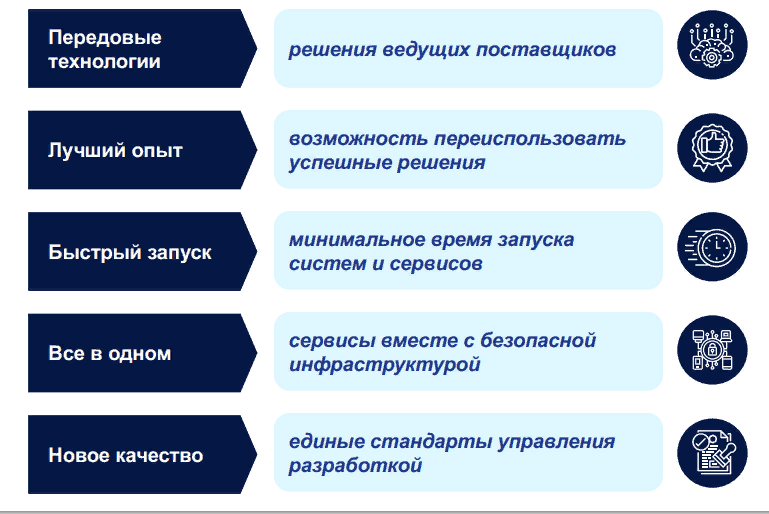 Передовые
технологии
решения ведущих поставщиков
Лучший опыт
возможность переиспользовать
успешные решения
Быстрый запуск
минимальное время запуска
систем и сервисов
Все в одном
сервисы вместе с безопасной
инфраструктурой
Новое качество
единые стандарты управления
разработкой